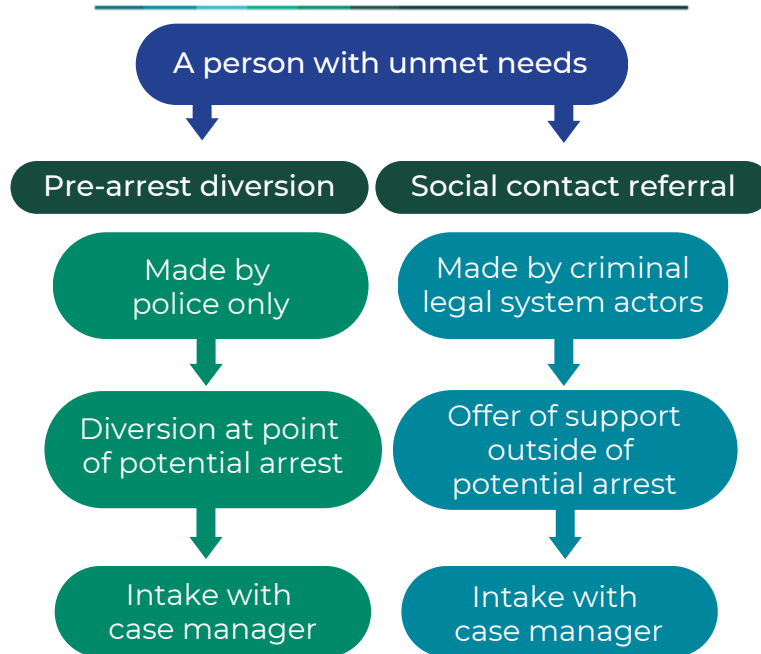 A person with unmet needs
Pre-arrest diversion
Social contact referral
Made by
police only
Made by criminal
legal system actors
Diversion at point
of potential arrest
Offer of support
outside of
potential arrest
Intake with
case manager
Intake with
case manager